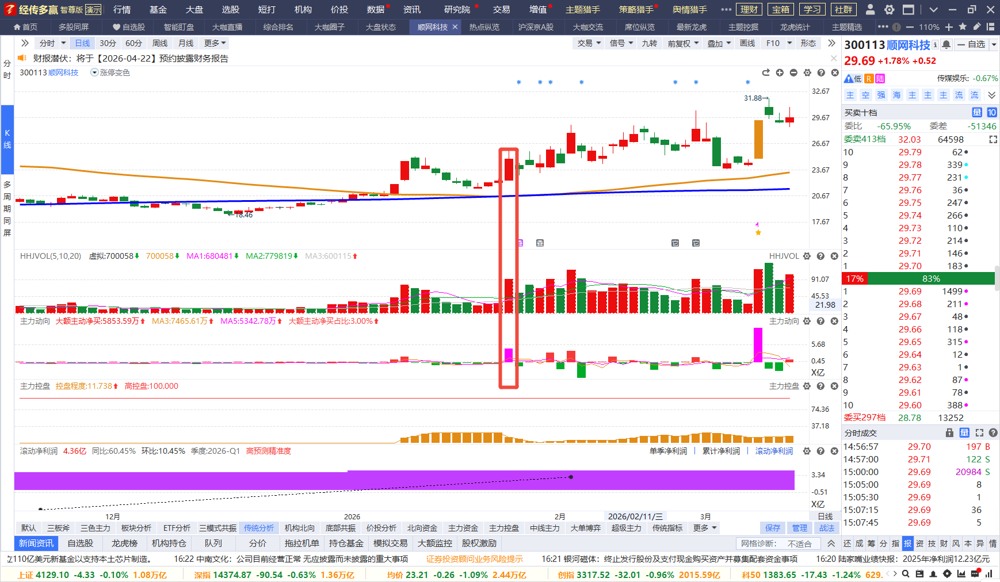 经传多赢 智尊版 演示 行情 基金 大盘 选股 短打 机构 价投 数据 资讯 研究院 交易 增值 主题猎手 策略猎手 舆情猎手 ••• 理财 宝箱 学习 社群
首页 多股同屏 自选股 智能盯盘 大咖直播 综合排名 大咖圈子 大盘状态 顺网科技 × 热点纵览 沪深京A股 大咖交流 席位纵览 最新龙虎 主题挖掘 龙虎统计 主题精选 ••• 110%
分时 日线 30分 60分 周线 月线 更多 交易 信号 九转 前复权 叠加 画线 F10 形态
财报潜伏：将于【2026-04-22】预约披露财务报告
300113 顺网科技 涨停变色
分时
K线
多周期同屏
31.88→
←18.46
32.67
29.67
26.67
23.67
20.67
17.67
HHJVOL(5,10,20) 虚拟:700058 700058 MA1:680481 MA2:779819 MA3:600115 HHJVOL
91.07
45.53
21.98
主力动向 大额主动净买:5853.59万 MA3:7465.61万 MA5:5342.78万 大额主动净买占比:3.00% 主力动向
5.68
0.45
X亿
主力控盘 控盘程度:11.738 高控盘:100.000 主力控盘
74.36
37.18
滚动净利润 4.36亿 同比:60.45% 环比:10.45% 季度:2026-Q1 高预测精准度 单季净利润 | 累计净利润 | 滚动净利润
3.34
-0.51
X亿
12月 2026 2月 2026/02/11/三 3月 日线
默认 三板斧 三色主力 板块分析 ETF分析 三模式共振 传统分析 机构北向 底部共振 价投分析 北向资金 主力资金 主力控盘 中线主力 大单博弈 超级主力 传统指标 更多 保存 管理 战法
新闻资讯 自选股 龙虎榜 机构持仓 队列 分价 拖拉机单 持仓基金 模拟交易 大额监控 股权激励 网格诊断： 不适合
300113 顺网科技 自选
29.69 +1.78% +0.52
低 R 陆 传媒娱乐: -0.67%
主 空 强 海 主 主 主 流 流
买卖十档 量 10
委比 -65.95% 委差 -51346
委卖413档 32.03 64598
10 29.79 62
9 29.78 339
8 29.77 231
7 29.76 36
6 29.75 247
5 29.74 266
4 29.73 110
3 29.72 214
2 29.71 146
1 29.70 183
17% 83%
1 29.69 1499
2 29.68 211
3 29.67 48
4 29.66 118
5 29.65 315
6 29.64 12
7 29.63 1
8 29.62 87
9 29.61 78
10 29.60 388
委买297档 28.78 13252
分时成交 量
14:56:57 29.70 197 B
14:57:00 29.71 122 S
15:00:00 29.69 20984 S
15:05:00 29.69 8
15:05:30 29.69 1
15:07:15 29.69 36
15:07:45 29.69 5
还 成 筹 分 指 报 资 技 财 风 本 异 情
立110亿美元新基金以支持本土芯片制造。 16:22 中南文化：公司目前经营正常 无应披露而未披露的重大事项 证券投资顾问业务风险提示 16:21 银河磁体：终止发行股份及支付现金购买资产并募集配套资金事项 16:20 陆家嘴业绩快报：2025年净利润12.23亿元
上证 4129.10 -4.33 -0.10% 1.08万亿 深指 14374.87 -90.54 -0.63% 1.36万亿 均价 23.21 -0.26 -1.09% 2.44万亿 创指 3317.52 -32.01 -0.96% 2015.59亿 科50 1383.65 -17.43 -1.24% 629.